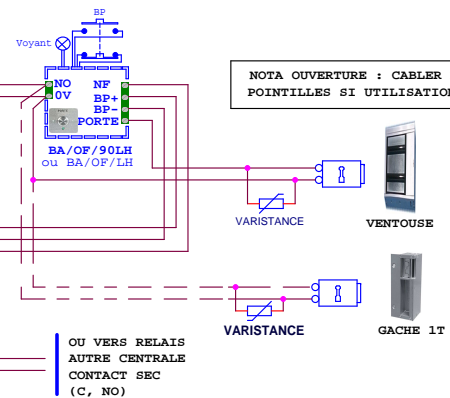 BP
Voyant
NO
0V
NF
BP+
BP-
PORTE
BA/OF/90LH
ou BA/OF/LH
NOTA OUVERTURE : CABLER
POINTILLES SI UTILISATION
VARISTANCE
VENTOUSE
VARISTANCE
GACHE 1T
OU VERS RELAIS
AUTRE CENTRALE
CONTACT SEC
(C, NO)